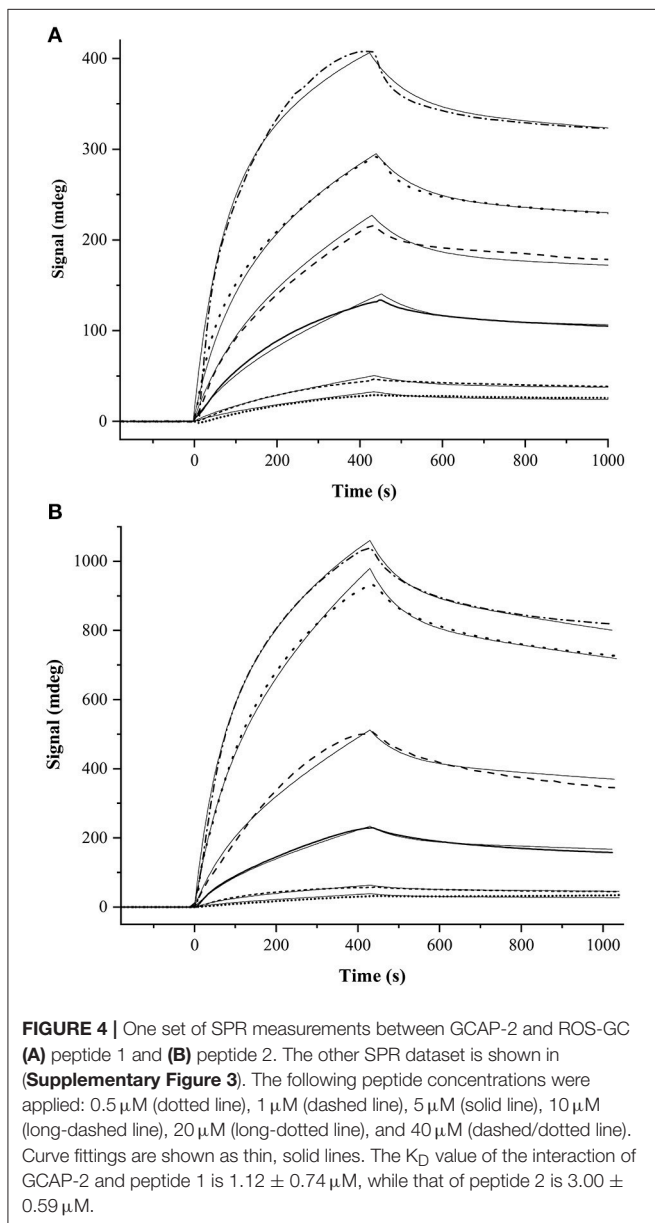 A
400
300
200
100
0
Signal (mdeg)
0 200 400 600 800 1000
Time (s)
B
1000
800
600
400
200
0
Signal (mdeg)
0 200 400 600 800 1000
Time (s)
FIGURE 4 | One set of SPR measurements between GCAP-2 and ROS-GC
(A) peptide 1 and (B) peptide 2. The other SPR dataset is shown in
(Supplementary Figure 3). The following peptide concentrations were
applied: 0.5 μM (dotted line), 1 μM (dashed line), 5 μM (solid line), 10 μM
(long-dashed line), 20 μM (long-dotted line), and 40 μM (dashed/dotted line).
Curve fittings are shown as thin, solid lines. The KD value of the interaction of
GCAP-2 and peptide 1 is 1.12 ± 0.74 μM, while that of peptide 2 is 3.00 ±
0.59 μM.